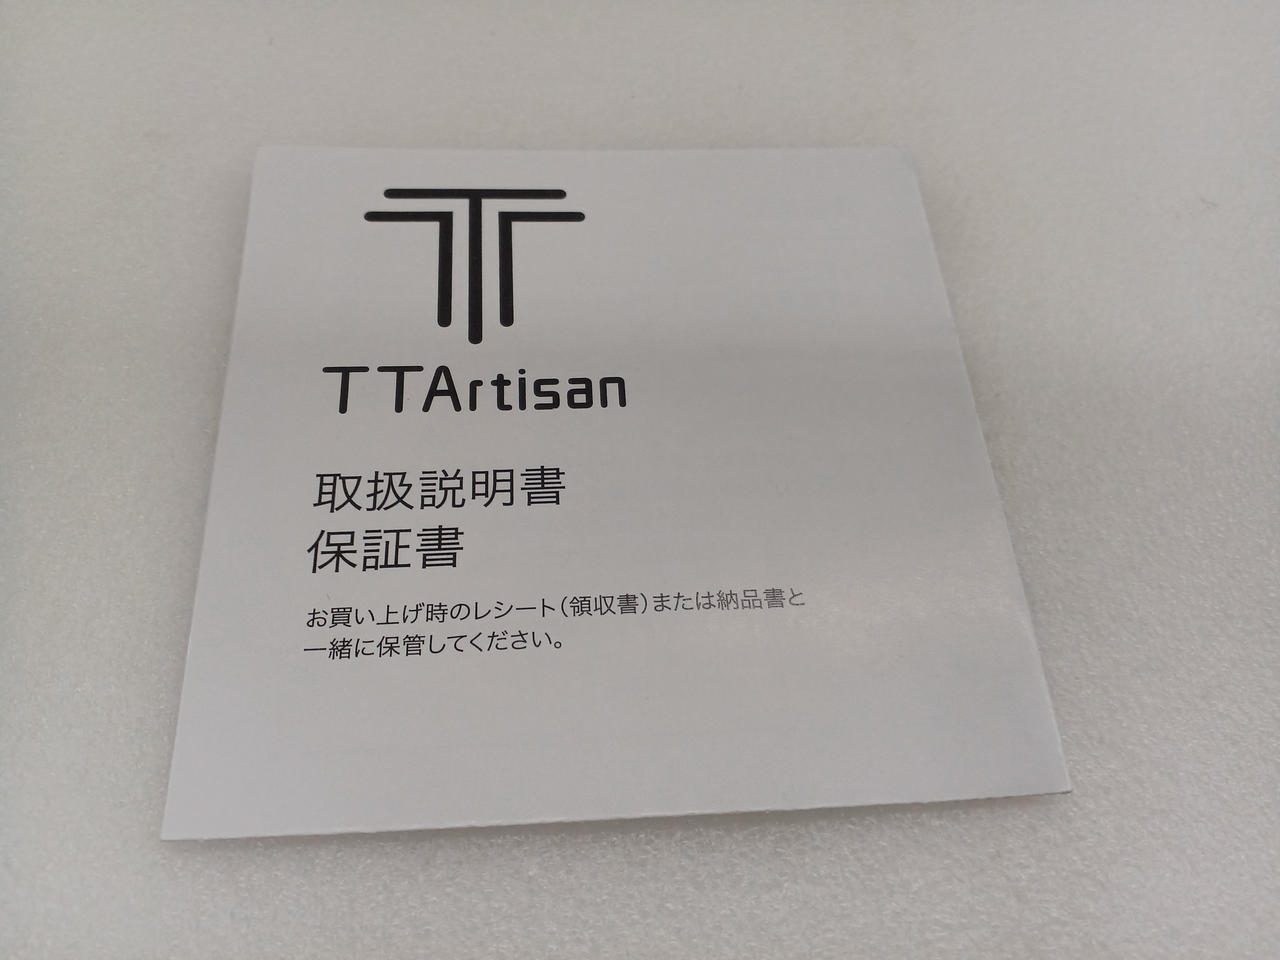 TTArtisan
取扱説明書
保証書
お買い上げ時のレシート（領収書）または納品書と
一緒に保管してください。